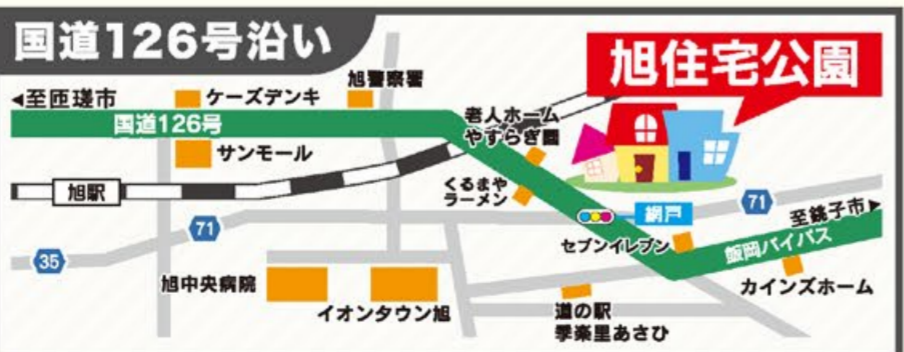 国道126号沿い
旭住宅公園
旭警察署
◀至匝瑳市
ケーズデンキ
国道126号
老人ホーム
やすらぎ園
サンモール
くるまや
ラーメン
旭駅
71
網戸
71
至銚子市▶
35
セブンイレブン
飯岡バイパス
旭中央病院
カインズホーム
イオンタウン旭
道の駅
季楽里あさひ